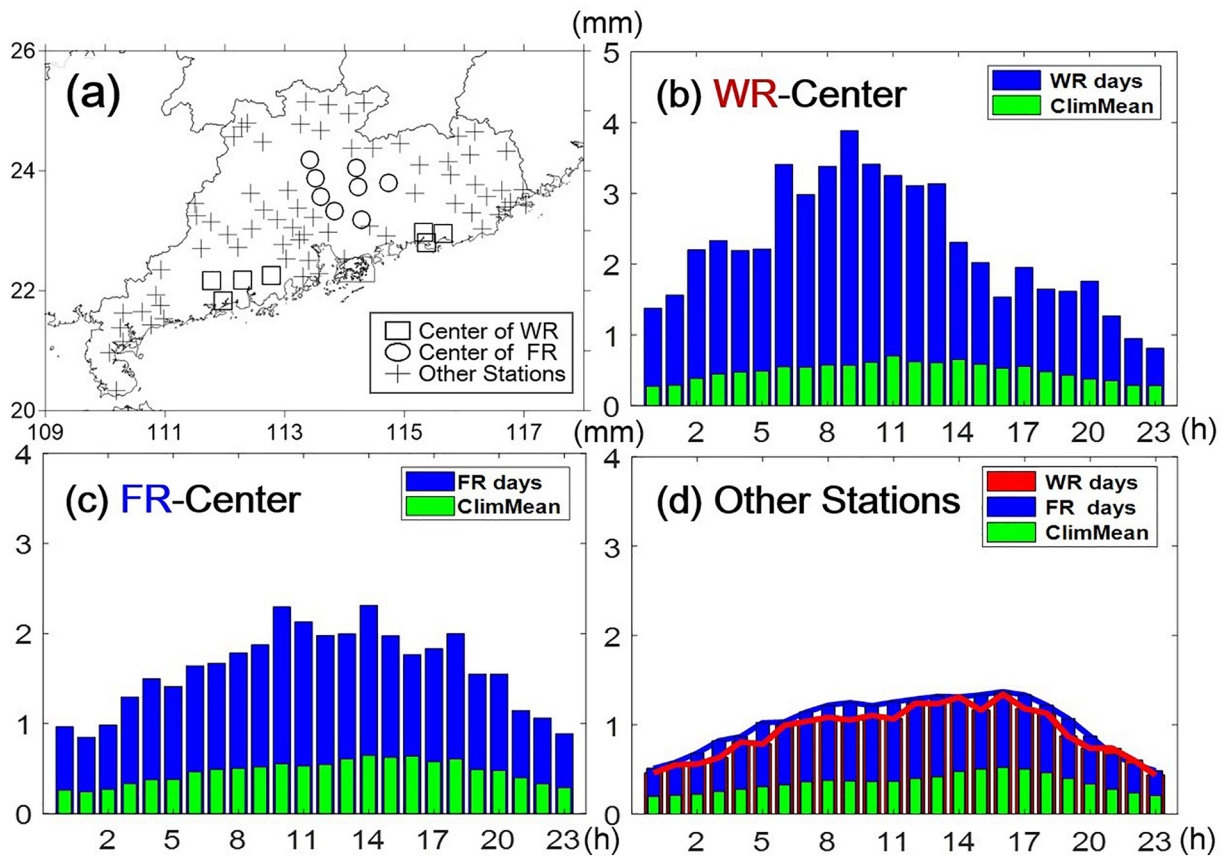 (mm)
26
24
22
20
109
111
113
115
117
(a)
Center of WR
Center of FR
Other Stations
5
4
3
2
1
0
(b) WR-Center
WR days
ClimMean
2
5
8
11
14
17
20
23
(h)
(mm)
4
3
2
1
0
(c) FR-Center
FR days
ClimMean
2
5
8
11
14
17
20
23
(h)
4
3
2
1
0
(d) Other Stations
WR days
FR days
ClimMean
2
5
8
11
14
17
20
23
(h)